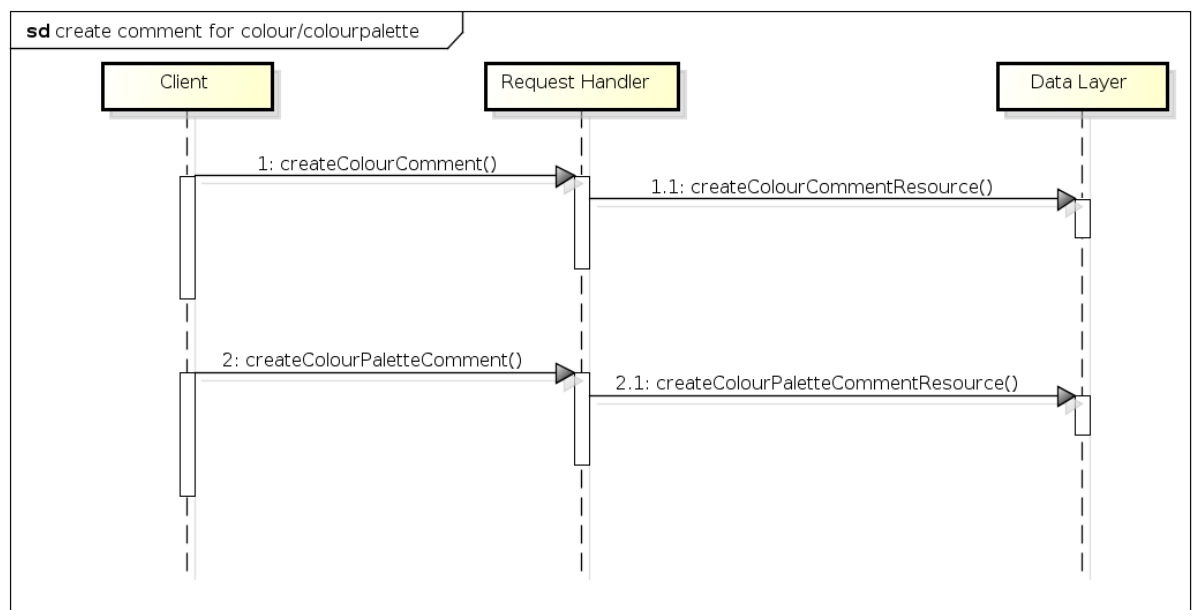 sd create comment for colour/colourpalette
Client
Request Handler
Data Layer
1: createColourComment()
1.1: createColourCommentResource()
2: createColourPaletteComment()
2.1: createColourPaletteCommentResource()